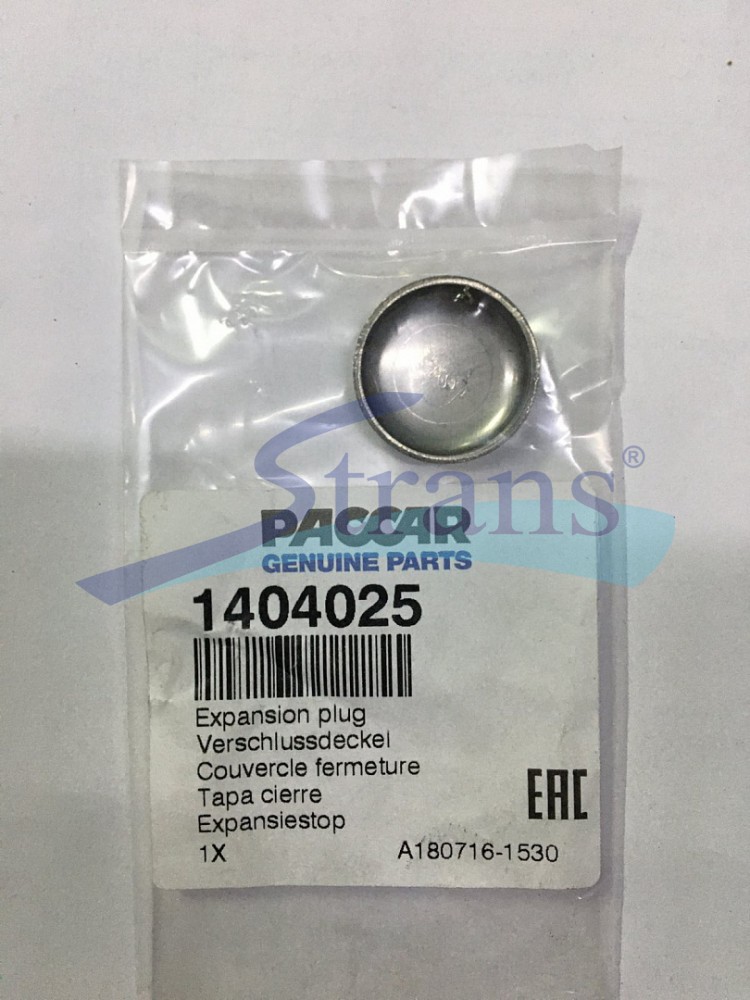 Strans®
PACCAR
GENUINE PARTS
1404025
Expansion plug
Verschlussdeckel
Couvercle fermeture
Tapa cierre
Expansiestop
EAC
1X
A180716-1530